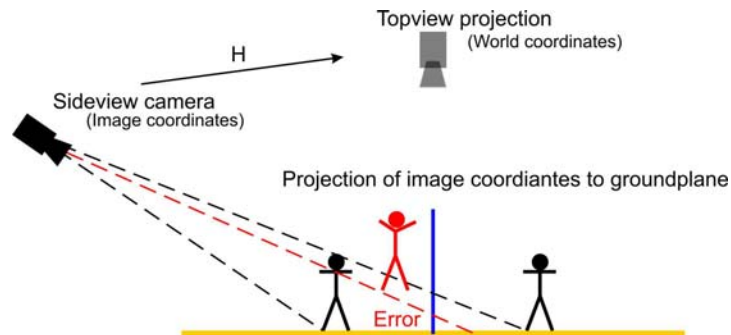 Topview projection
(World coordinates)
H
Sideview camera
(Image coordinates)
Projection of image coordiantes to groundplane
Error